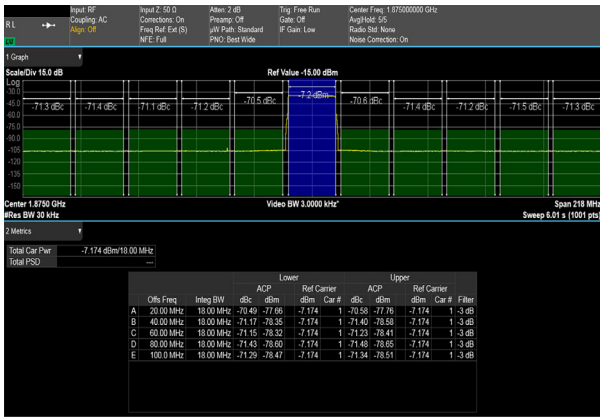 Input: RF Input Z: 50 Ω Atten: 2 dB Trig: Free Run Center Freq: 1.875000000 GHz
R L Coupling: AC Corrections: On Preamp: Off Gate: Off Avg|Hold: 5/5
Align: Off Freq Ref: Ext (S) µW Path: Standard IF Gain: Low Radio Std: None
NFE: Full PNO: Best Wide Noise Correction: On
1 Graph
Scale/Div 15.0 dB Ref Value -15.00 dBm
Log
-30.0
-45.0 -71.3 dBc -71.4 dBc -71.1 dBc -71.2 dBc -70.5 dBc -7.2 dBm -70.6 dBc -71.4 dBc -71.2 dBc -71.5 dBc -71.3 dBc
-60.0
-75.0
-90.0
-105
-120
-135
-150
Center 1.8750 GHz Video BW 3.0000 kHz* Span 218 MHz
#Res BW 30 kHz Sweep 6.01 s (1001 pts)
2 Metrics
Total Car Pwr -7.174 dBm/18.00 MHz
Total PSD ---
Lower Upper
ACP Ref Carrier ACP Ref Carrier
Offs Freq Integ BW dBc dBm dBm Car # dBc dBm dBm Car # Filter
A 20.00 MHz 18.00 MHz -70.49 -77.66 -7.174 1 -70.58 -77.76 -7.174 1 -3 dB
B 40.00 MHz 18.00 MHz -71.17 -78.35 -7.174 1 -71.40 -78.58 -7.174 1 -3 dB
C 60.00 MHz 18.00 MHz -71.15 -78.32 -7.174 1 -71.23 -78.41 -7.174 1 -3 dB
D 80.00 MHz 18.00 MHz -71.43 -78.60 -7.174 1 -71.48 -78.65 -7.174 1 -3 dB
E 100.0 MHz 18.00 MHz -71.29 -78.47 -7.174 1 -71.34 -78.51 -7.174 1 -3 dB